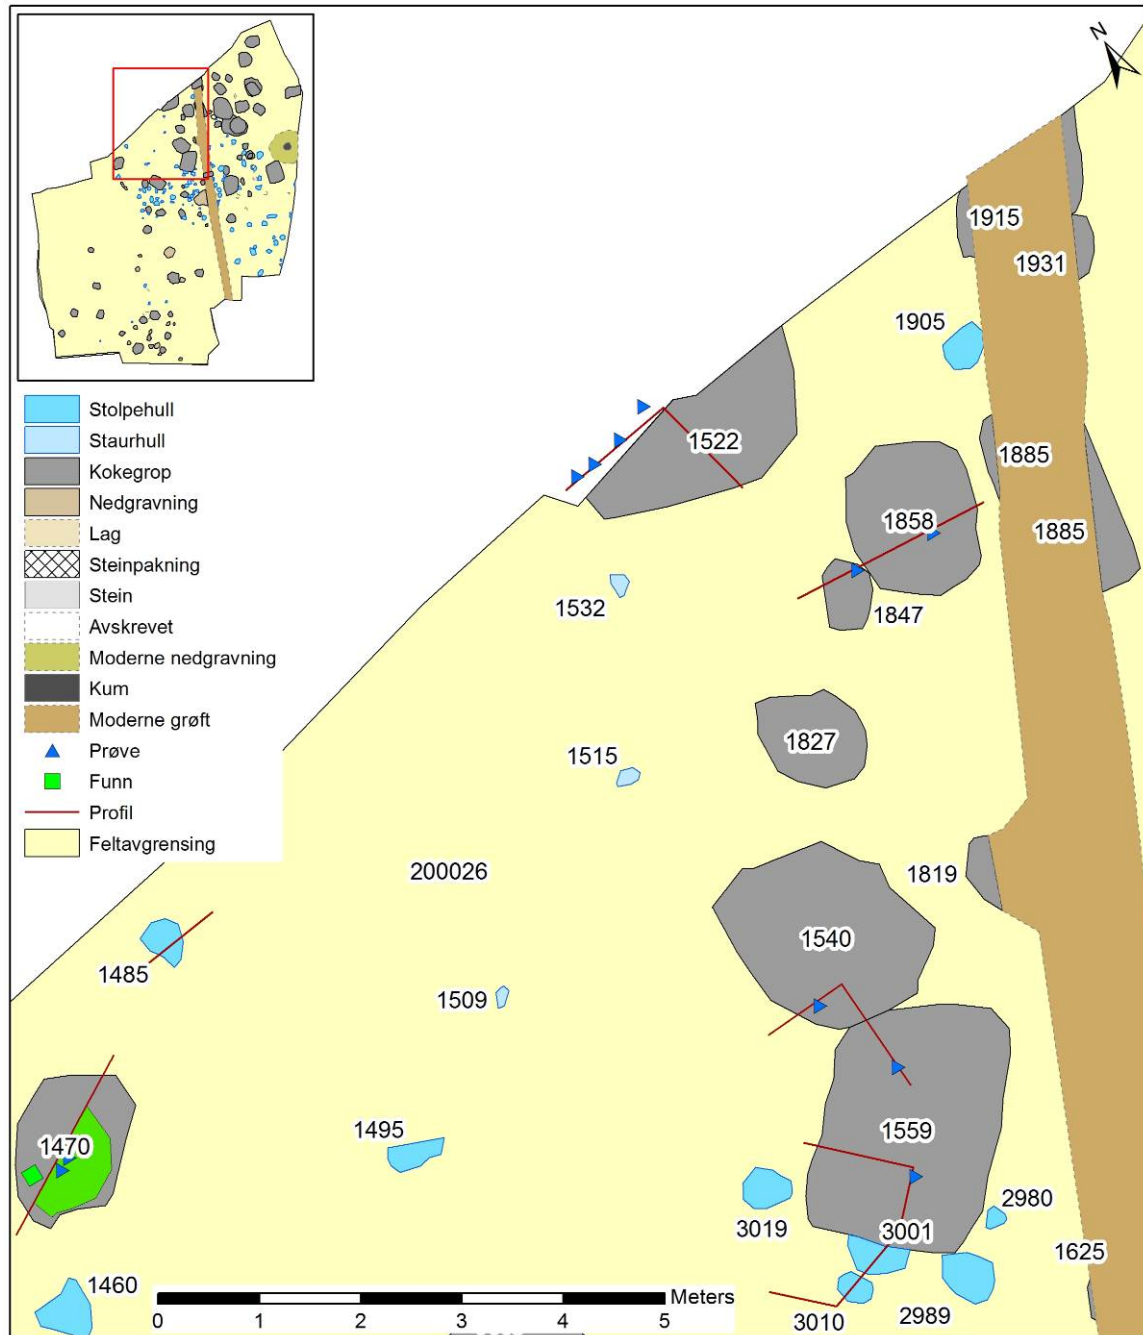 N
1915
1931
1905
1522
1885
1858
1885
1532
1847
1827
1515
200026
1819
1540
1485
1509
1470
1495
1559
2980
3019
3001
1625
1460
3010
2989
Stolpehull
Staurhull
Kokegrop
Nedgravning
Lag
Steinpakning
Stein
Avskrevet
Moderne nedgravning
Kum
Moderne grøft
Prøve
Funn
Profil
Feltavgrensing
Meters
0 1 2 3 4 5